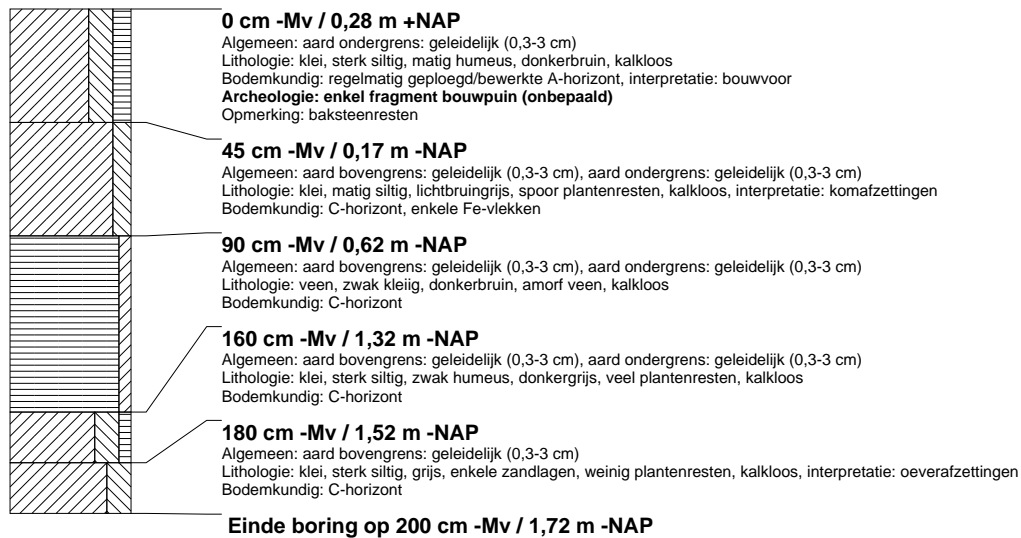 0 cm -Mv / 0,28 m +NAP
Algemeen: aard ondergrens: geleidelijk (0,3-3 cm)
Lithologie: klei, sterk siltig, matig humeus, donkerbruin, kalkloos
Bodemkundig: regelmatig geploegd/bewerkte A-horizont, interpretatie: bouwvoor
Archeologie: enkel fragment bouwpuin (onbepaald)
Opmerking: baksteenresten
45 cm -Mv / 0,17 m -NAP
Algemeen: aard bovengrens: geleidelijk (0,3-3 cm), aard ondergrens: geleidelijk (0,3-3 cm)
Lithologie: klei, matig siltig, lichtbruingrijs, spoor plantenresten, kalkloos, interpretatie: komafzettingen
Bodemkundig: C-horizont, enkele Fe-vlekken
90 cm -Mv / 0,62 m -NAP
Algemeen: aard bovengrens: geleidelijk (0,3-3 cm), aard ondergrens: geleidelijk (0,3-3 cm)
Lithologie: veen, zwak kleiig, donkerbruin, amorf veen, kalkloos
Bodemkundig: C-horizont
160 cm -Mv / 1,32 m -NAP
Algemeen: aard bovengrens: geleidelijk (0,3-3 cm), aard ondergrens: geleidelijk (0,3-3 cm)
Lithologie: klei, sterk siltig, zwak humeus, donkergrijs, veel plantenresten, kalkloos
Bodemkundig: C-horizont
180 cm -Mv / 1,52 m -NAP
Algemeen: aard bovengrens: geleidelijk (0,3-3 cm)
Lithologie: klei, sterk siltig, grijs, enkele zandlagen, weinig plantenresten, kalkloos, interpretatie: oeverafzettingen
Bodemkundig: C-horizont
Einde boring op 200 cm -Mv / 1,72 m -NAP